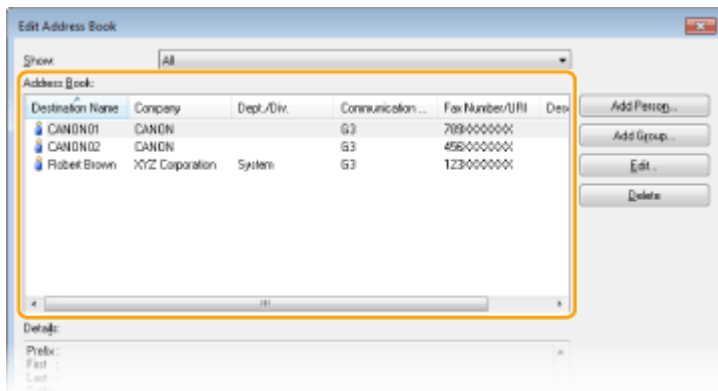 Edit Address Book
Show: All
Address Book:
Destination Name Company Dept./Div. Communication ... Fax Number/URI Des
CANON01 CANON G3 789XXXXXXX
CANON02 CANON G3 456XXXXXXX
Robert Brown XYZ Corporation System G3 123XXXXXXX
Add Person...
Add Group...
Edit...
Delete
Details:
Prefix :
First :
Last :